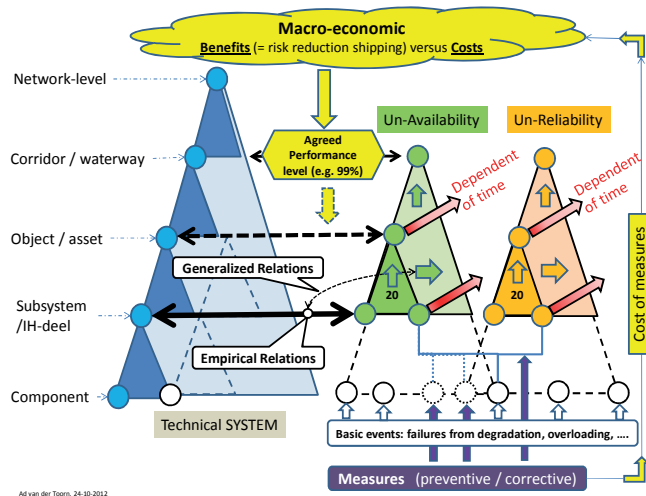 Macro-economic
Benefits (= risk reduction shipping) versus Costs
Network-level
Un-Availability
Un-Reliability
Agreed
Performance
level (e.g. 99%)
Corridor / waterway
Dependent
of time
Dependent
of time
Object / asset
Generalized Relations
20
20
Subsystem
/IH-deel
Empirical Relations
Cost of measures
Component
Technical SYSTEM
Basic events: failures from degradation, overloading, ....
Measures (preventive / corrective)
Ad van der Toorn. 24-10-2012